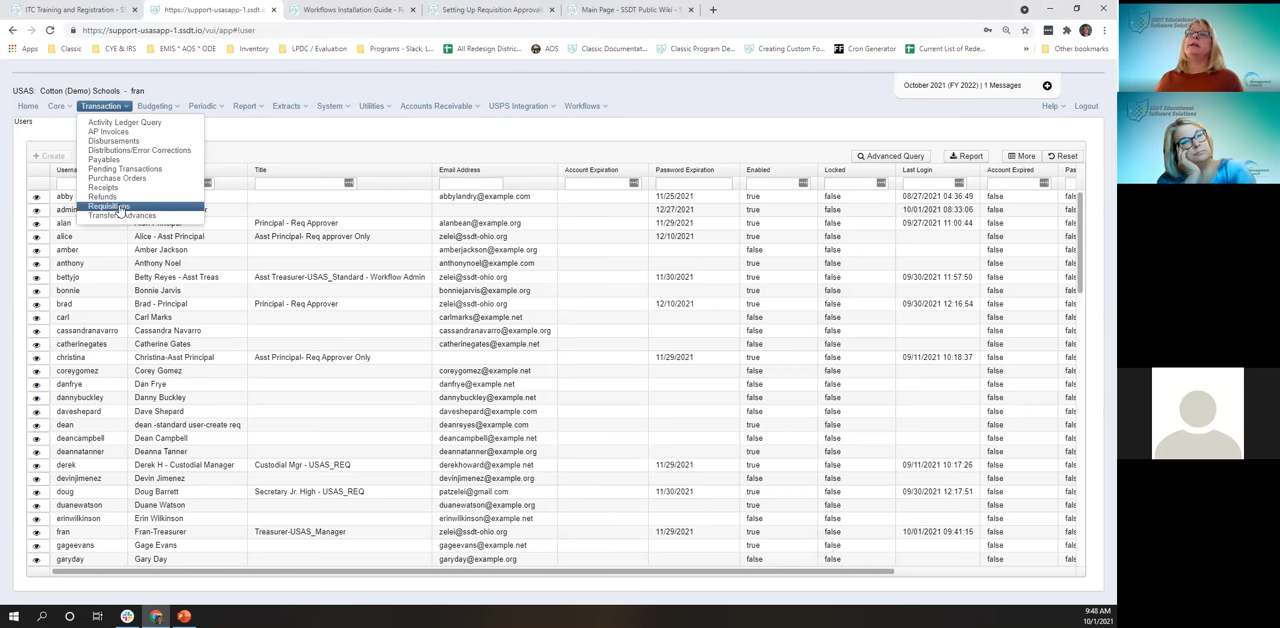 ITC Training and Registration - S
https://support-usasapp-1.ssdt.io
Workflows Installation Guide - Re
Setting Up Requisition Approval
Main Page - SSDT Public Wiki - S
https://support-usasapp-1.ssdt.io/vui/app#!user
Apps Classic CYE & IRS EMIS * AOS * ODE Inventory LPDC / Evaluation Programs - Slack, L... All Redesign Distric... AOS Classic Documentat... Classic Program De... Creating Custom Fo... Cron Generator Current List of Rede... » Other bookmarks
USAS: Cotton (Demo) Schools - fran
October 2021 (FY 2022) | 1 Messages
Home Core Transaction Budgeting Periodic Report Extracts System Utilities Accounts Receivable USPS Integration Workflows Help Logout
Users
Activity Ledger Query
AP Invoices
Disbursements
Distributions/Error Corrections
Payables
Pending Transactions
Purchase Orders
Receipts
Refunds
Requisitions
Transfer Advances
Create Advanced Query Report More Reset
Title Email Address Account Expiration Password Expiration Enabled Locked Last Login Account Expired
abby abbylandry@example.com 11/25/2021 true false 08/27/2021 04:36:49 false
12/27/2021 true false 10/01/2021 08:33:06 false
alan Principal - Req Approver alanbean@example.com 11/29/2021 true false 09/27/2021 11:00:44 false
alice Alice - Asst Principal Asst Principal- Req approver Only zelei@ssdt-ohio.org 12/10/2021 true false false
amber Amber Jackson amberjackson@example.org false false false
anthony Anthony Noel anthonynoel@example.com false false false
bettyjo Betty Reyes - Asst Treas Asst Treasurer-USAS_Standard - Workflow Admin zelei@ssdt-ohio.org 11/30/2021 true false 09/30/2021 11:57:50 false
bonnie Bonnie Jarvis bonniejarvis@example.org false false false
brad Brad - Principal Principal - Req Approver zelei@ssdt-ohio.org 12/10/2021 true false 09/30/2021 12:16:54 false
carl Carl Marks carlmarks@example.net false false false
cassandranavarro Cassandra Navarro cassandranavarro@example.org false false false
catherinegates Catherine Gates catherinegates@example.net false false false
christina Christina-Asst Principal Asst Principal- Req Approver Only 11/29/2021 true false 09/11/2021 10:18:37 false
coreygomez Corey Gomez coreygomez@example.net false false false
danfrye Dan Frye danfrye@example.net false false false
dannybuckley Danny Buckley dannybuckley@example.net false false false
daveshepard Dave Shepard daveshepard@example.com false false false
dean dean -standard user-create req deanreyes@example.com true false false
deancampbell Dean Campbell deancampbell@example.net false false false
deannatanner Deanna Tanner deannatanner@example.com false false false
derek Derek H - Custodial Manager Custodial Mgr - USAS_REQ derekhoward@example.net 11/29/2021 true false 09/11/2021 10:17:26 false
devinjimenez Devin Jimenez devinjimenez@example.org false false false
doug Doug Barrett Secretary Jr. High - USAS_REQ patzelei@gmail.com 11/30/2021 true false 09/30/2021 12:17:51 false
duanewatson Duane Watson duanewatson@example.org false false false
erinwilkinson Erin Wilkinson erinwilkinson@example.org false false false
fran Fran-Treasurer Treasurer-USAS_Manager zelei@ssdt-ohio.org 11/29/2021 true false 10/01/2021 09:41:15 false
gageevans Gage Evans gageevans@example.net true false false
garyday Gary Day garyday@example.org false false false
9:48 AM
10/1/2021